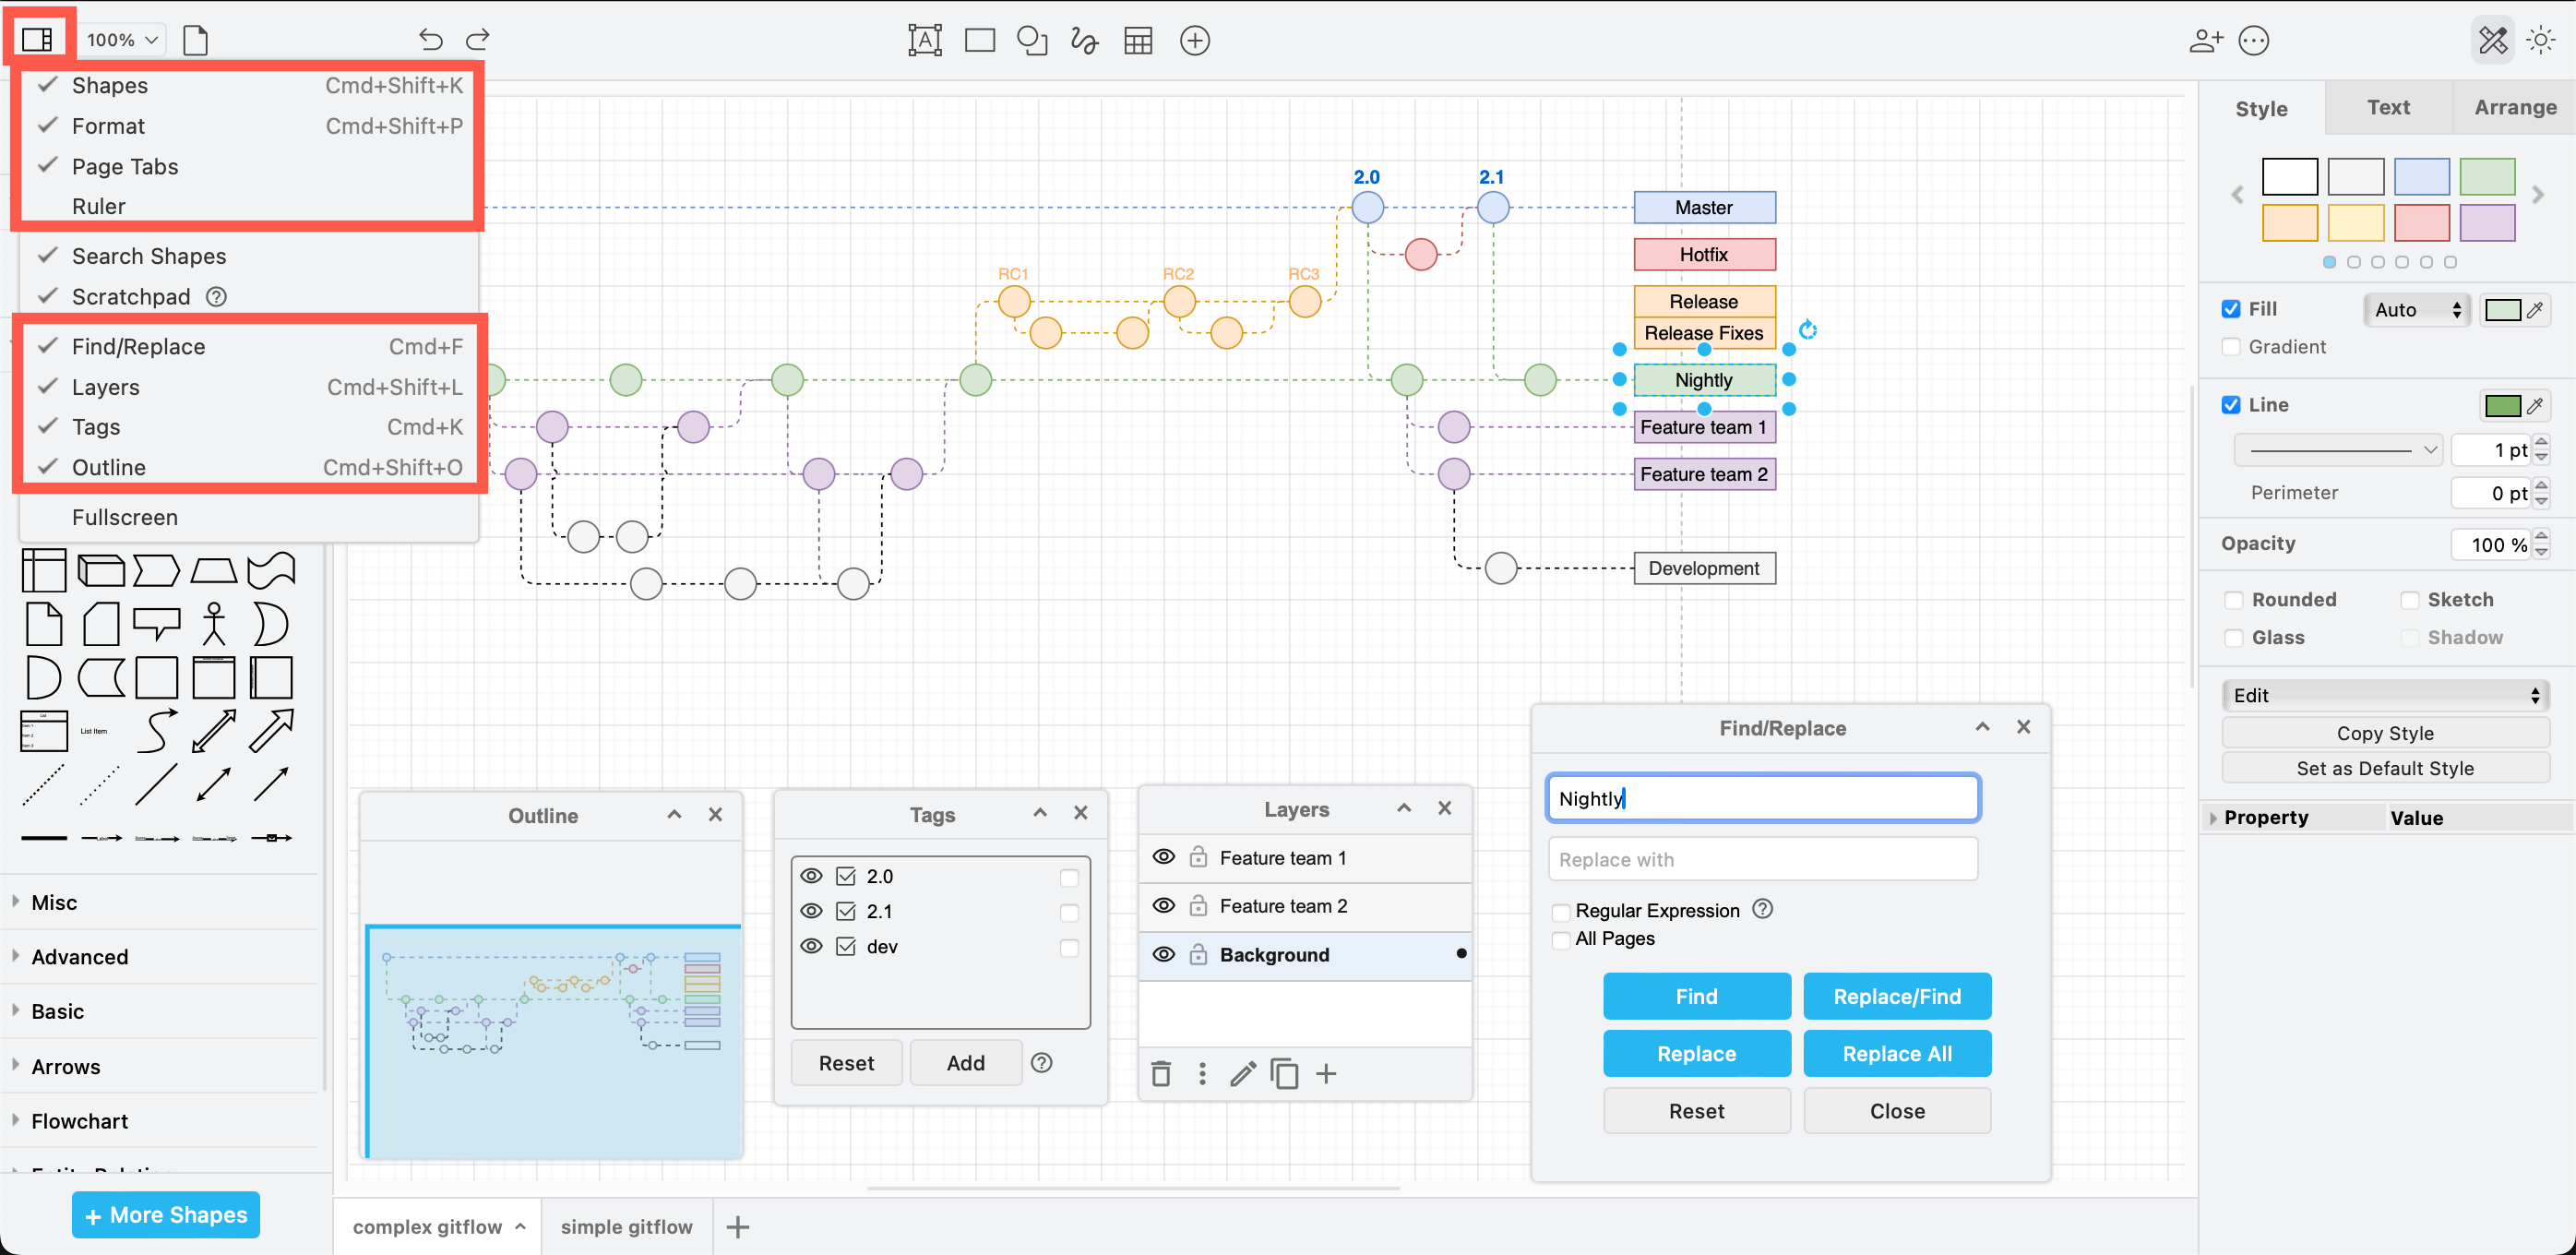 100%
Shapes Cmd+Shift+K
Format Cmd+Shift+P
Page Tabs
Ruler
Search Shapes
Scratchpad ?
Find/Replace Cmd+F
Layers Cmd+Shift+L
Tags Cmd+K
Outline Cmd+Shift+O
Fullscreen
List Item
Misc
Advanced
Basic
Arrows
Flowchart
+ More Shapes
A
2.0
2.1
Master
Hotfix
RC1
RC2
RC3
Release
Release Fixes
Nightly
Feature team 1
Feature team 2
Development
Outline
Tags
2.0
2.1
dev
Reset
Add
?
Layers
Feature team 1
Feature team 2
Background
Find/Replace
Nightly
Replace with
Regular Expression ?
All Pages
Find
Replace/Find
Replace
Replace All
Reset
Close
complex gitflow
simple gitflow
Style
Text
Arrange
Fill
Auto
Gradient
Line
1 pt
Perimeter
0 pt
Opacity
100 %
Rounded
Sketch
Glass
Shadow
Edit
Copy Style
Set as Default Style
Property
Value